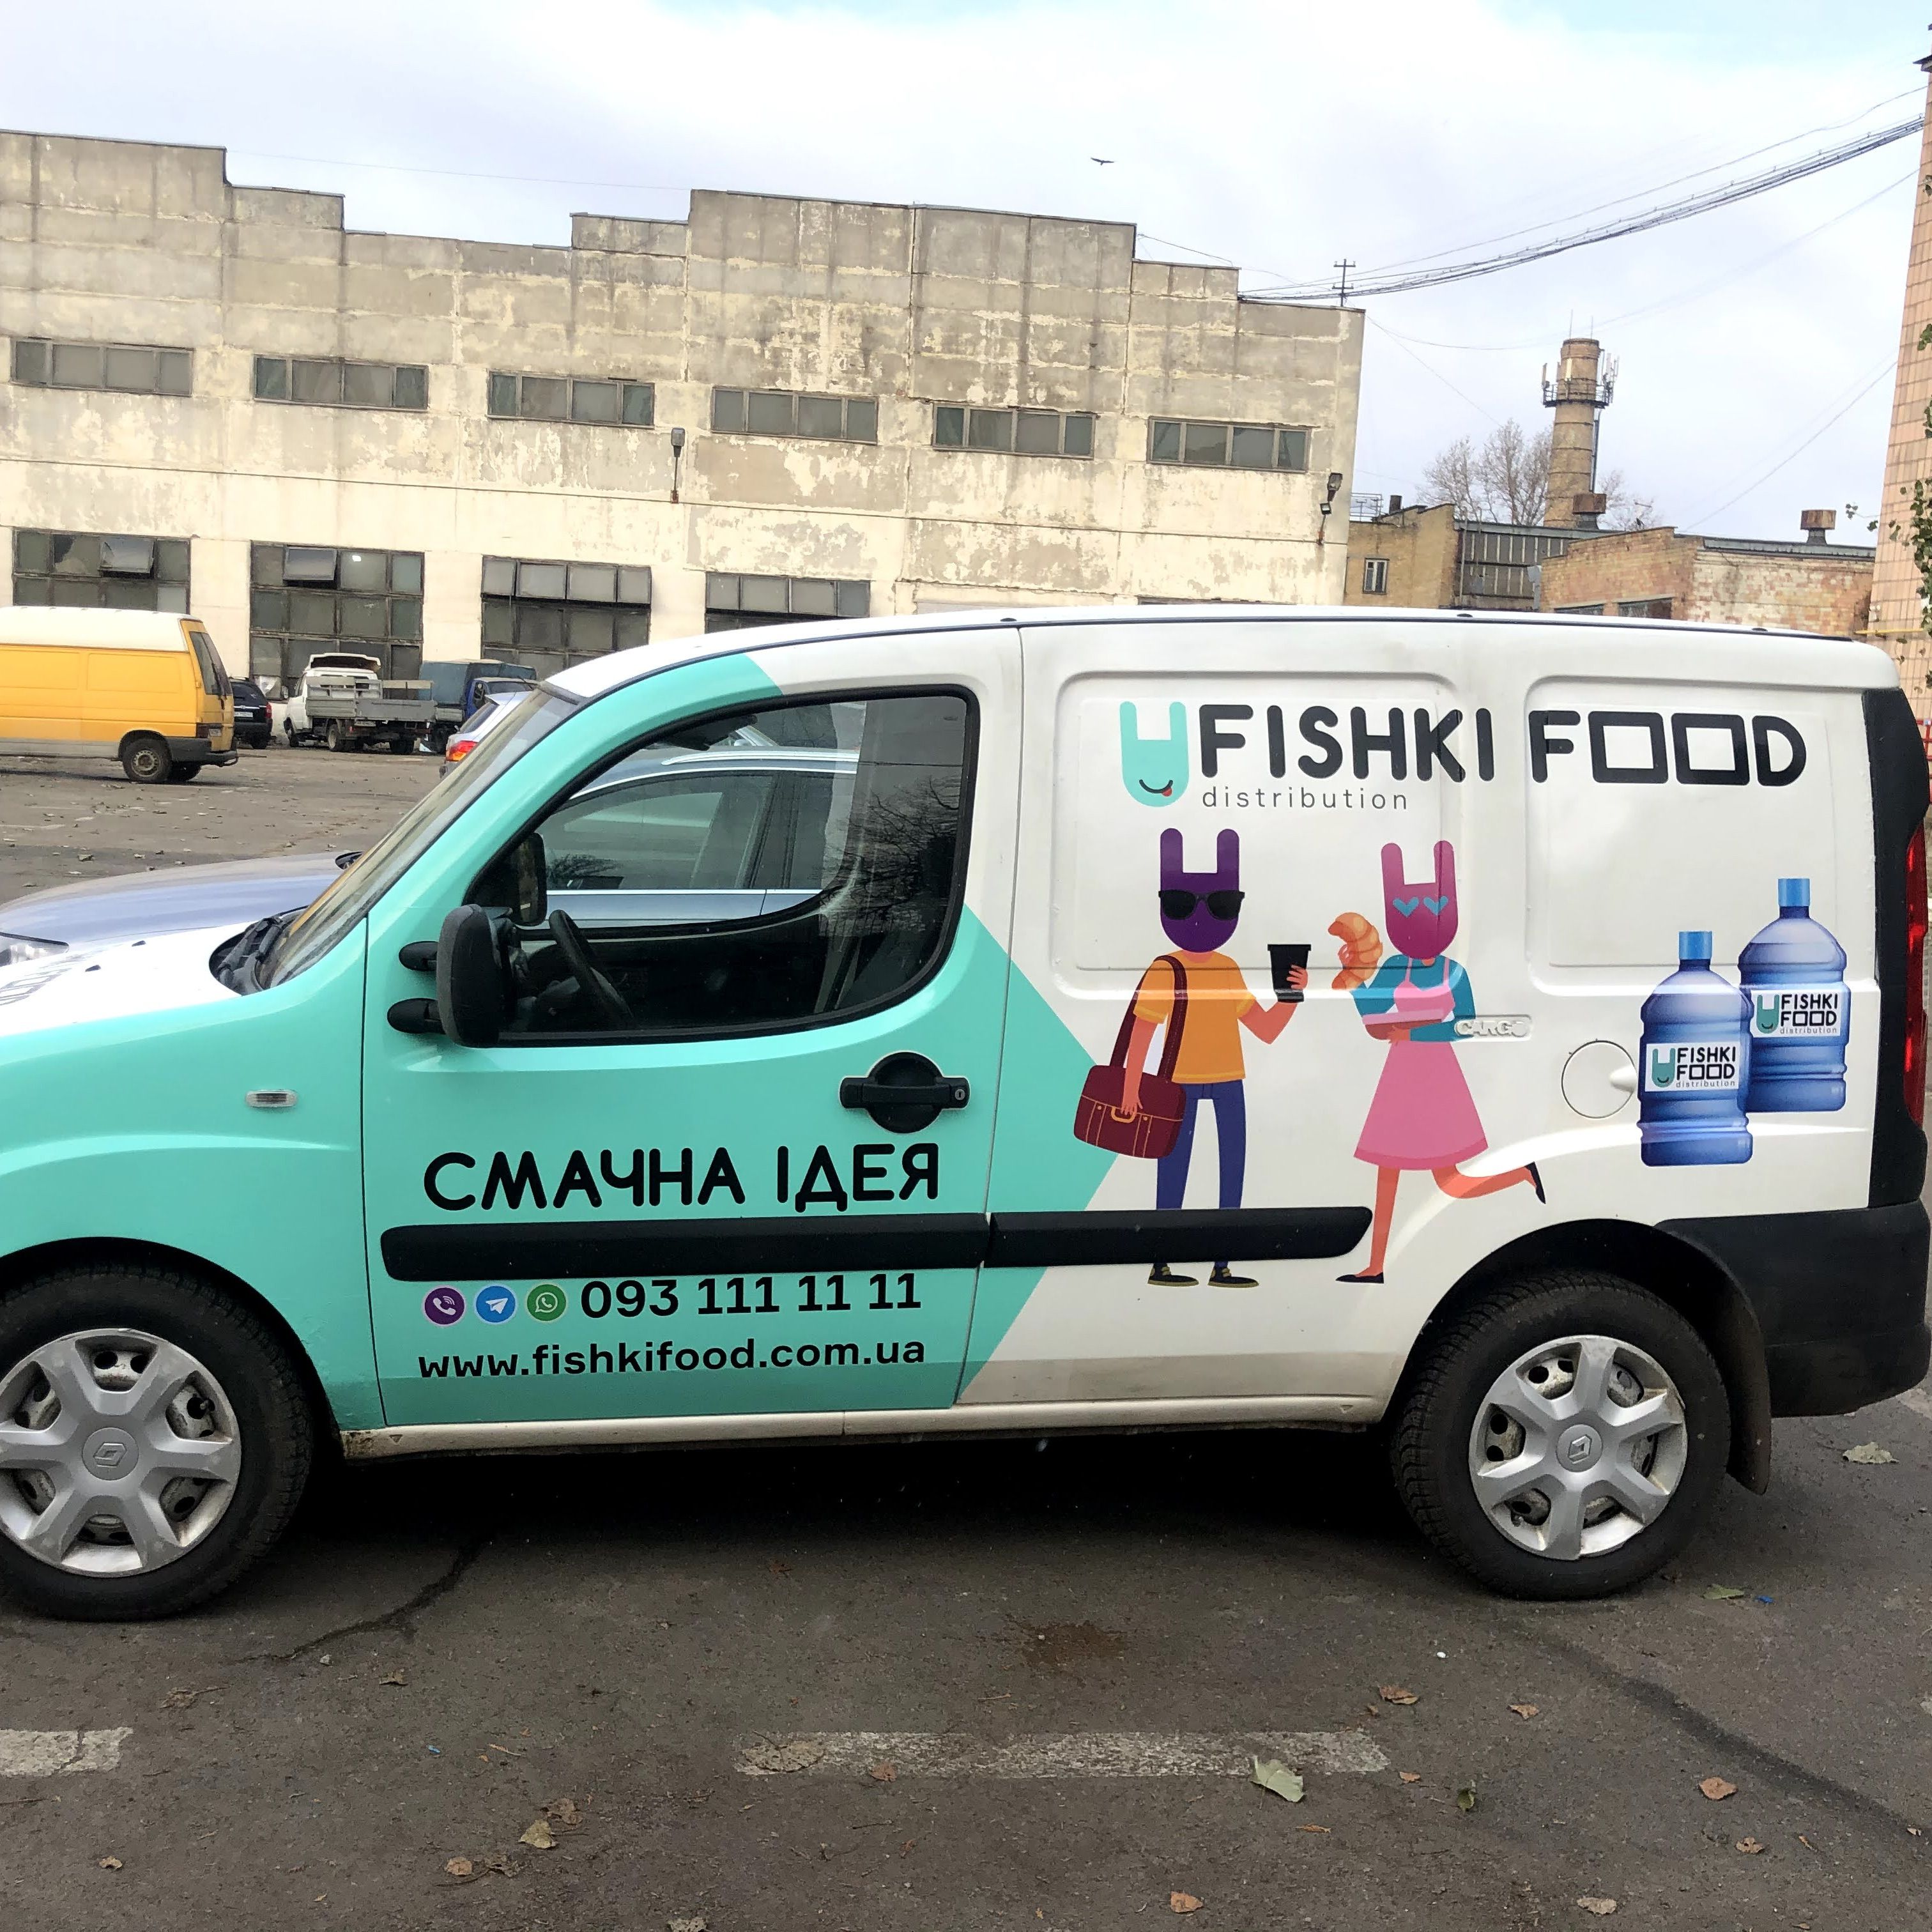 FISHKI FOOD
distribution
CARGO
FISHKI
FOOD
distribution
FISHKI
FOOD
distribution
СМАЧНА ІДЕЯ
093 111 11 11
www.fishkifood.com.ua